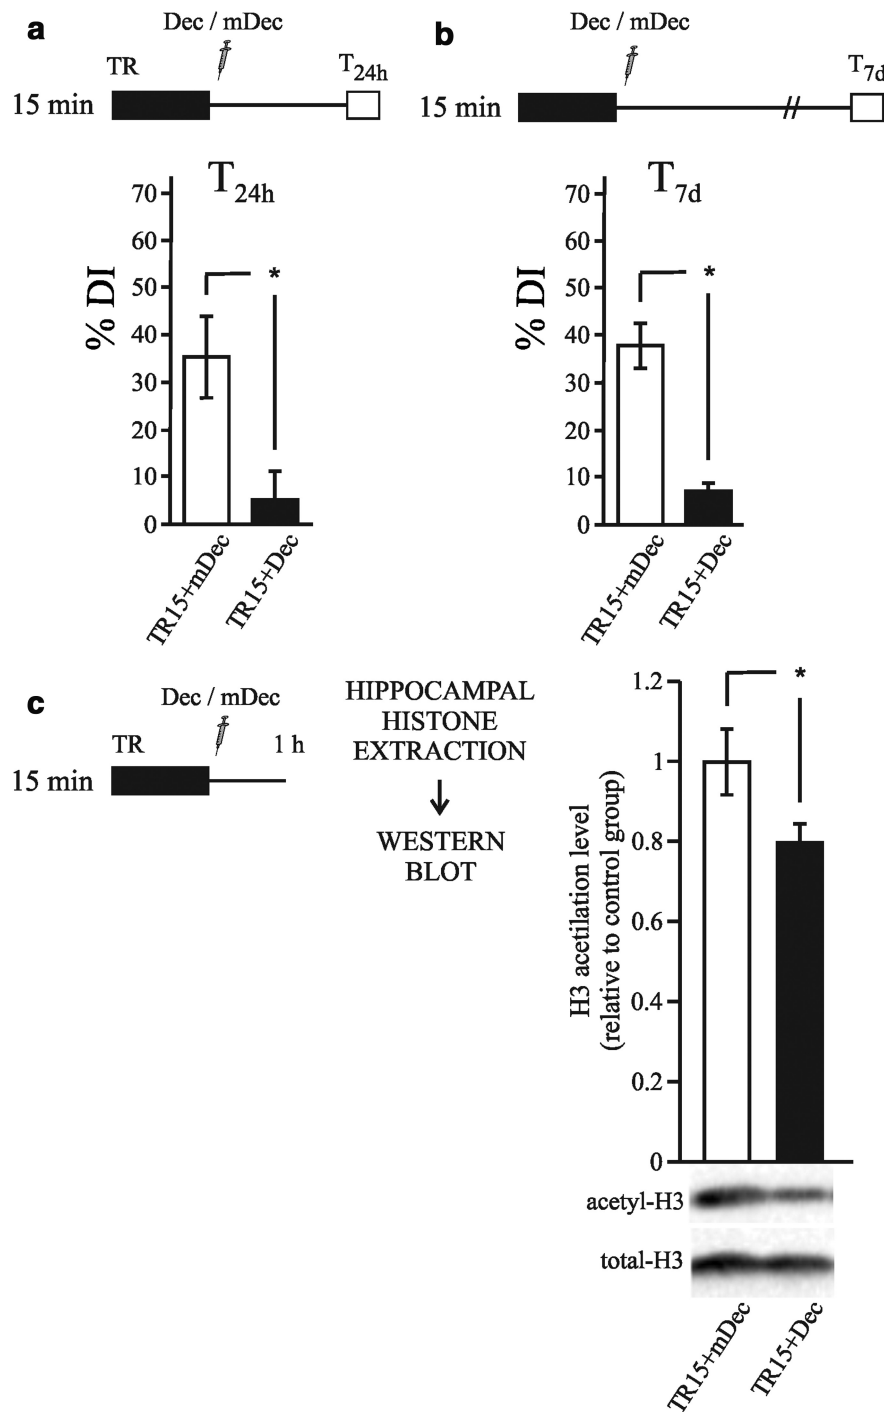 a
Dec / mDec
TR
T24h
15 min
T24h
% DI
70
60
50
40
30
20
10
0
*
TR15+mDec
TR15+Dec
b
Dec / mDec
T7d
15 min
T7d
% DI
70
60
50
40
30
20
10
0
*
TR15+mDec
TR15+Dec
c
Dec / mDec
TR
1 h
15 min
HIPPOCAMPAL
HISTONE
EXTRACTION
WESTERN
BLOT
H3 acetilation level
(relative to control group)
1.2
1
0.8
0.6
0.4
0.2
0
*
acetyl-H3
total-H3
TR15+mDec
TR15+Dec